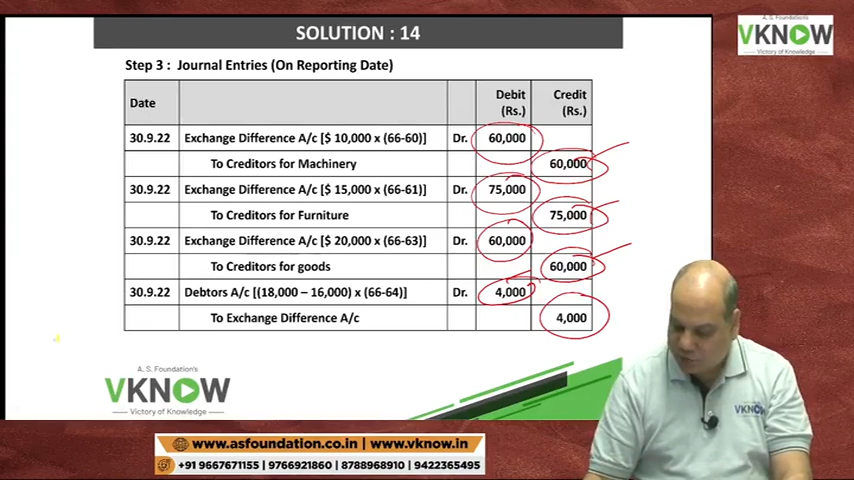 SOLUTION : 14
A. S. Foundation's
VKNOW
Victory of Knowledge
Step 3 : Journal Entries (On Reporting Date)
Date Debit (Rs.) Credit (Rs.)
30.9.22 Exchange Difference A/c [$ 10,000 x (66-60)] Dr. 60,000
To Creditors for Machinery 60,000
30.9.22 Exchange Difference A/c [$ 15,000 x (66-61)] Dr. 75,000
To Creditors for Furniture 75,000
30.9.22 Exchange Difference A/c [$ 20,000 x (66-63)] Dr. 60,000
To Creditors for goods 60,000
30.9.22 Debtors A/c [(18,000 – 16,000) x (66-64)] Dr. 4,000
To Exchange Difference A/c 4,000
A. S. Foundation's
VKNOW
Victory of Knowledge
VKNOW
www.asfoundation.co.in | www.vknow.in
+91 9667671155 | 9766921860 | 8788968910 | 9422365495